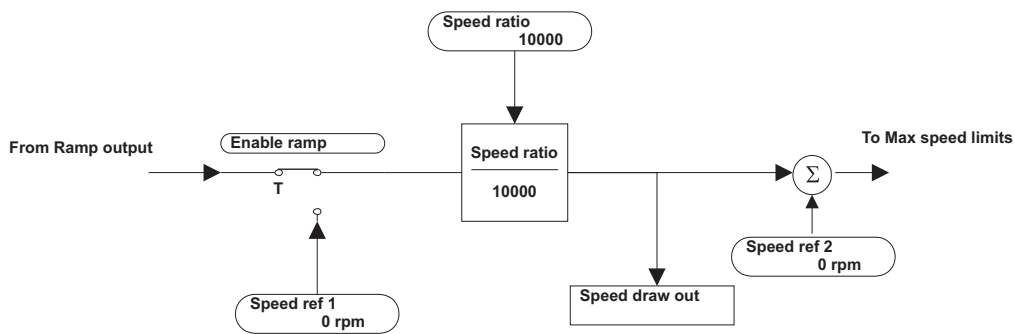 Speed ratio
10000
From Ramp output
Enable ramp
T
Speed ratio
10000
To Max speed limits
Σ
Speed ref 1
0 rpm
Speed draw out
Speed ref 2
0 rpm